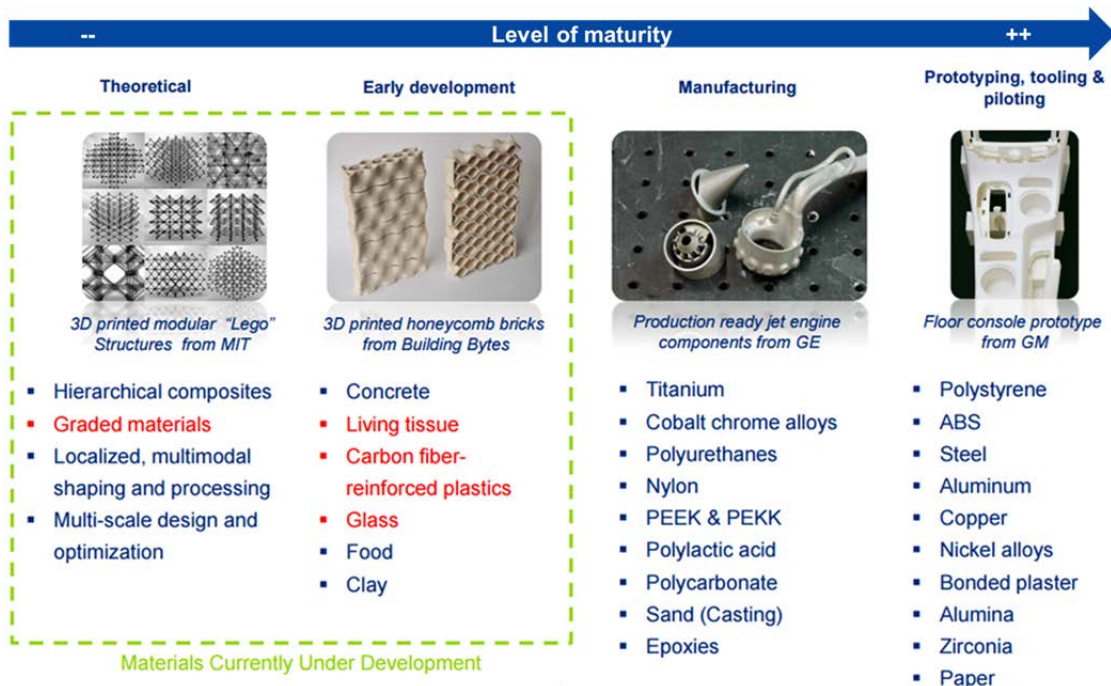 --
Level of maturity
++
Theoretical
Early development
Manufacturing
Prototyping, tooling &
piloting
3D printed modular “Lego”
Structures from MIT
3D printed honeycomb bricks
from Building Bytes
Production ready jet engine
components from GE
Floor console prototype
from GM
▪ Hierarchical composites
▪ Graded materials
▪ Localized, multimodal
shaping and processing
▪ Multi-scale design and
optimization
▪ Concrete
▪ Living tissue
▪ Carbon fiber-
reinforced plastics
▪ Glass
▪ Food
▪ Clay
▪ Titanium
▪ Cobalt chrome alloys
▪ Polyurethanes
▪ Nylon
▪ PEEK & PEKK
▪ Polylactic acid
▪ Polycarbonate
▪ Sand (Casting)
▪ Epoxies
▪ Polystyrene
▪ ABS
▪ Steel
▪ Aluminum
▪ Copper
▪ Nickel alloys
▪ Bonded plaster
▪ Alumina
▪ Zirconia
▪ Paper
Materials Currently Under Development